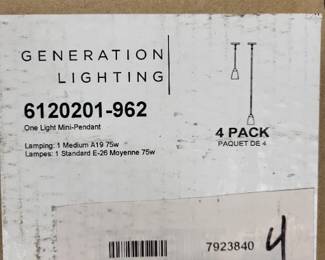 GENERATION
LIGHTING
6120201-962
One Light Mini-Pendant
Lamping: 1 Medium A19 75w
Lampes: 1 Standard E-26 Moyenne 75w
4 PACK
PAQUET DE 4
7923840
4